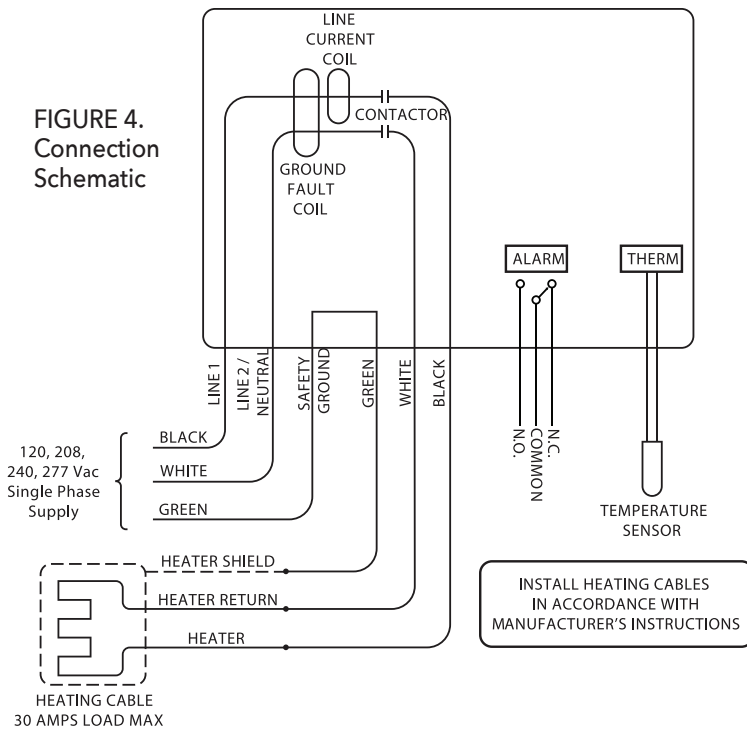 FIGURE 4.
Connection
Schematic
LINE
CURRENT
COIL
CONTACTOR
GROUND
FAULT
COIL
ALARM
THERM
LINE 1
LINE 2 /
NEUTRAL
SAFETY
GROUND
GREEN
WHITE
BLACK
N.O.
COMMON
N.C.
TEMPERATURE
SENSOR
120, 208,
240, 277 Vac
Single Phase
Supply
BLACK
WHITE
GREEN
HEATER SHIELD
HEATER RETURN
HEATER
HEATING CABLE
30 AMPS LOAD MAX
INSTALL HEATING CABLES
IN ACCORDANCE WITH
MANUFACTURER'S INSTRUCTIONS